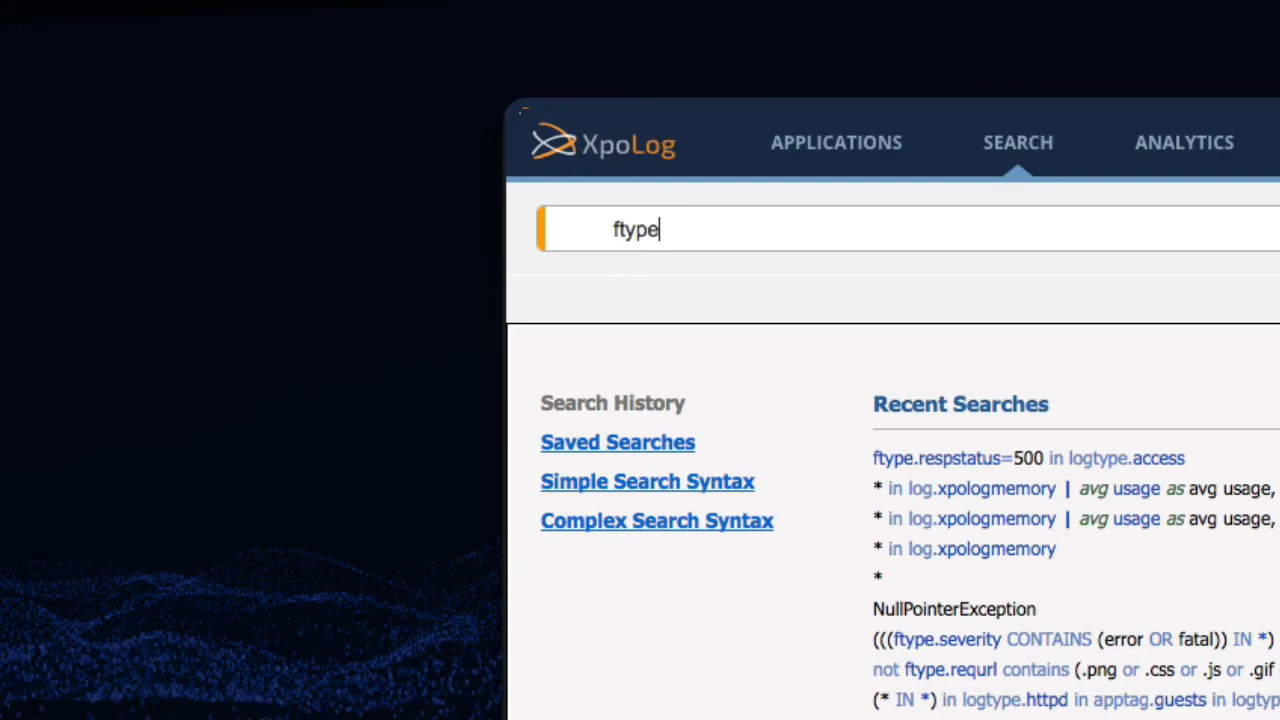 XpoLog APPLICATIONS SEARCH ANALYTICS
ftype
Search History
Saved Searches
Simple Search Syntax
Complex Search Syntax
Recent Searches
ftype.respstatus=500 in logtype.access
* in log.xpologmemory | avg usage as avg usage,
* in log.xpologmemory | avg usage as avg usage,
* in log.xpologmemory
*
NullPointerException
(((ftype.severity CONTAINS (error OR fatal)) IN *)
not ftype.requrl contains (.png or .css or .js or .gif
(* IN *) in logtype.httpd in apptag.guests in logtyp